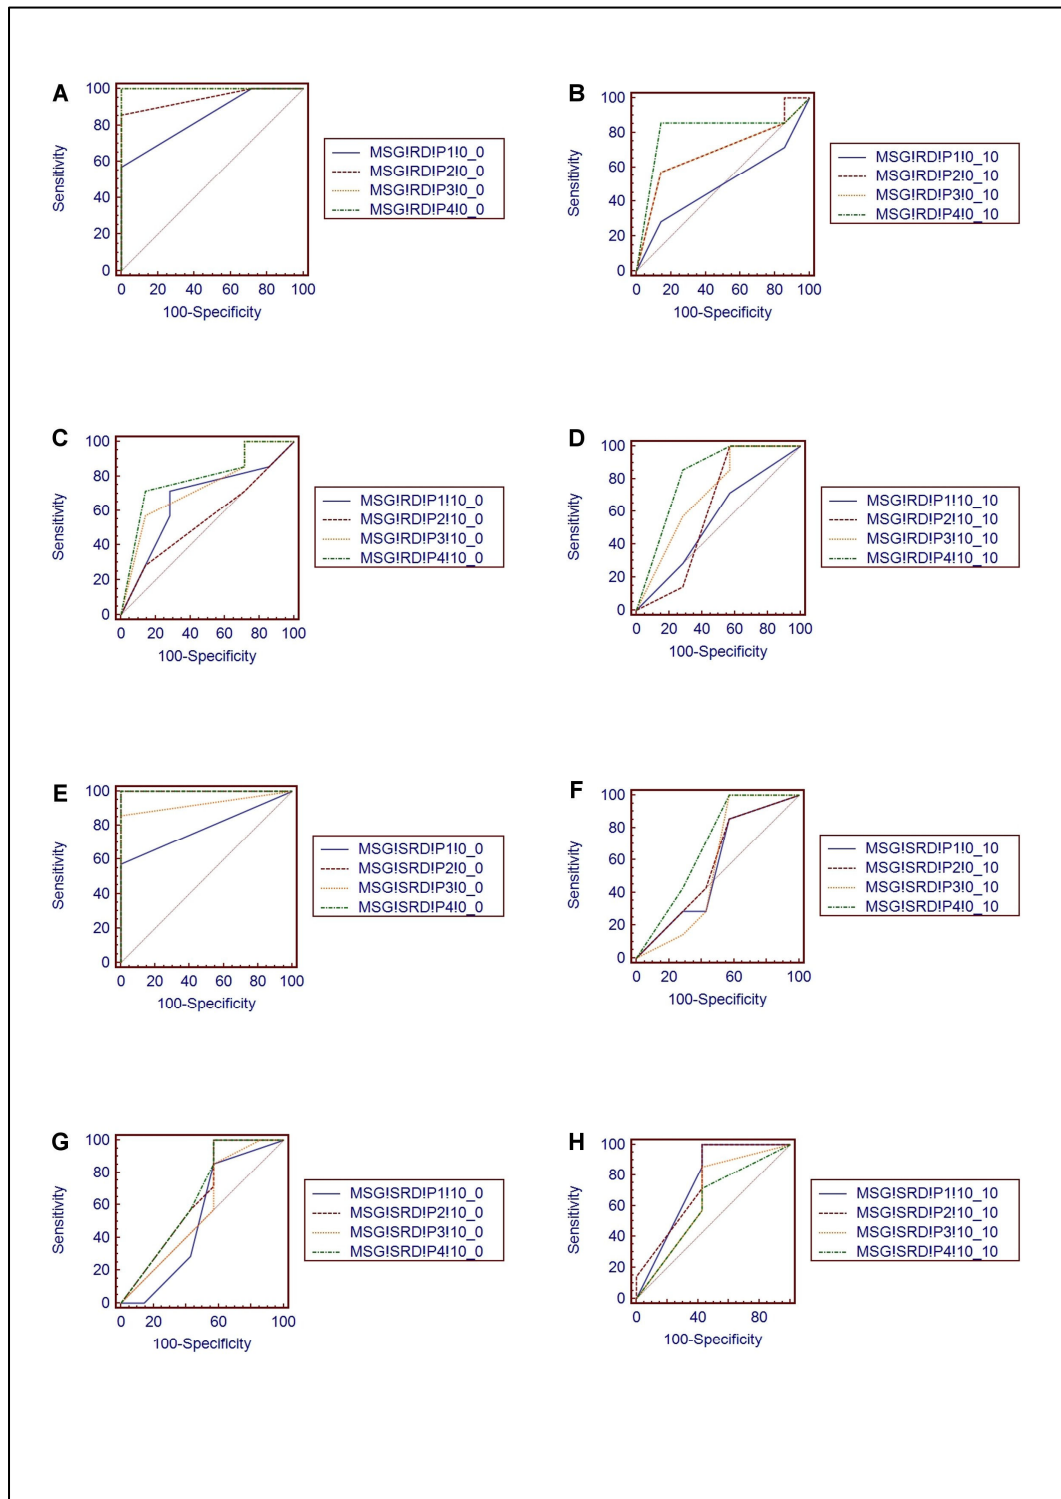 A
100
80
60
40
20
0
Sensitivity
0 20 40 60 80 100
100-Specificity
MSG!RD!P1!0_0
MSG!RD!P2!0_0
MSG!RD!P3!0_0
MSG!RD!P4!0_0
B
100
80
60
40
20
0
Sensitivity
0 20 40 60 80 100
100-Specificity
MSG!RD!P1!0_10
MSG!RD!P2!0_10
MSG!RD!P3!0_10
MSG!RD!P4!0_10
C
100
80
60
40
20
0
Sensitivity
0 20 40 60 80 100
100-Specificity
MSG!RD!P1!10_0
MSG!RD!P2!10_0
MSG!RD!P3!10_0
MSG!RD!P4!10_0
D
100
80
60
40
20
0
Sensitivity
0 20 40 60 80 100
100-Specificity
MSG!RD!P1!10_10
MSG!RD!P2!10_10
MSG!RD!P3!10_10
MSG!RD!P4!10_10
E
100
80
60
40
20
0
Sensitivity
0 20 40 60 80 100
100-Specificity
MSG!SRD!P1!0_0
MSG!SRD!P2!0_0
MSG!SRD!P3!0_0
MSG!SRD!P4!0_0
F
100
80
60
40
20
0
Sensitivity
0 20 40 60 80 100
100-Specificity
MSG!SRD!P1!0_10
MSG!SRD!P2!0_10
MSG!SRD!P3!0_10
MSG!SRD!P4!0_10
G
100
80
60
40
20
0
Sensitivity
0 20 60 100
100-Specificity
MSG!SRD!P1!10_0
MSG!SRD!P2!10_0
MSG!SRD!P3!10_0
MSG!SRD!P4!10_0
H
100
80
60
40
20
0
Sensitivity
0 40 80
100-Specificity
MSG!SRD!P1!10_10
MSG!SRD!P2!10_10
MSG!SRD!P3!10_10
MSG!SRD!P4!10_10